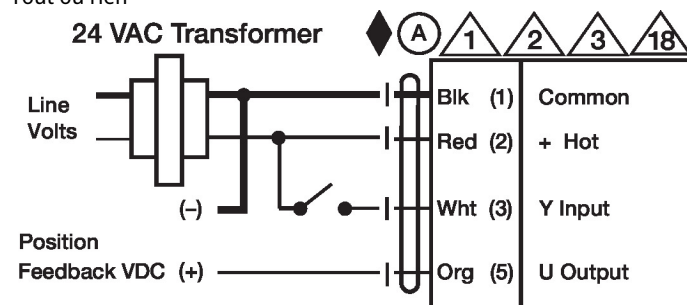 Tout ou rien
24 VAC Transformer
A
1
2
3
18
Line
Volts
Blk (1) Common
Red (2) + Hot
(–)
Wht (3) Y Input
Position
Feedback VDC (+)
Org (5) U Output